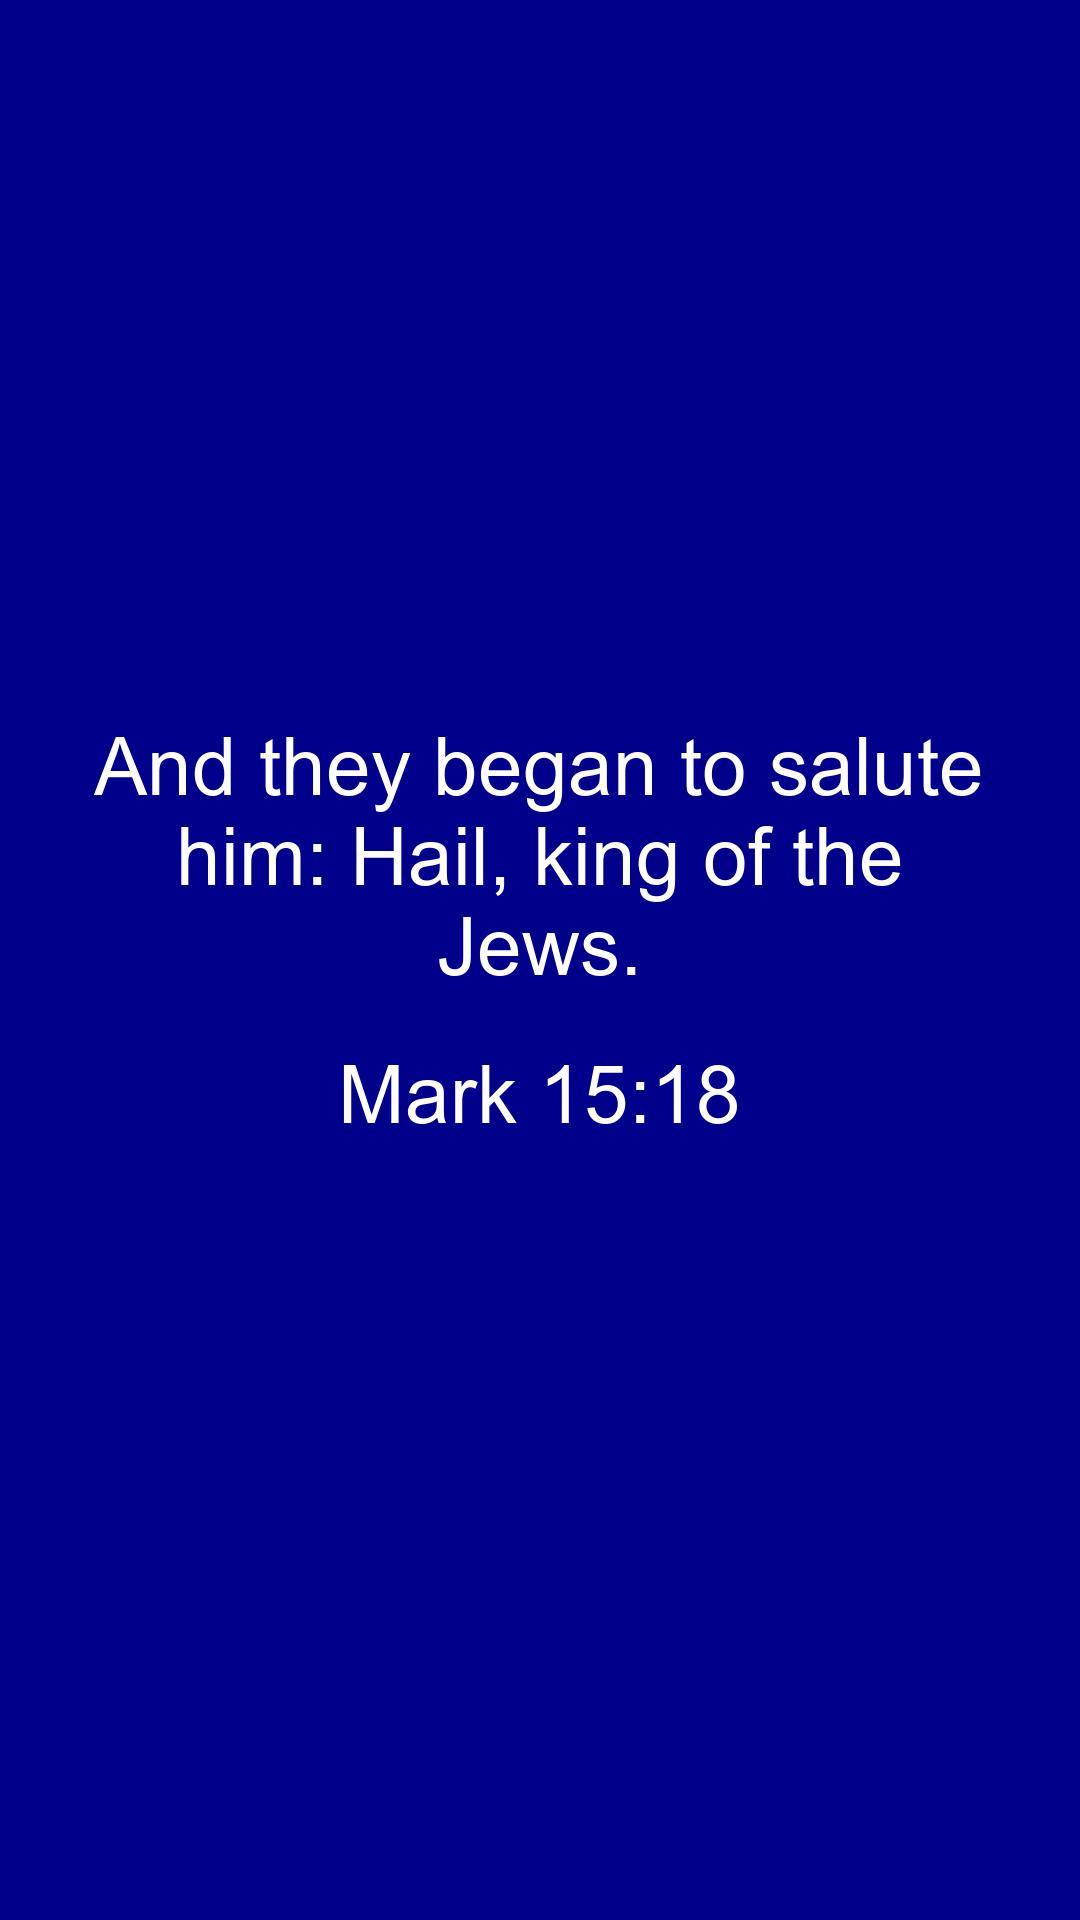 And they began to salute
him: Hail, king of the
Jews.
Mark 15:18